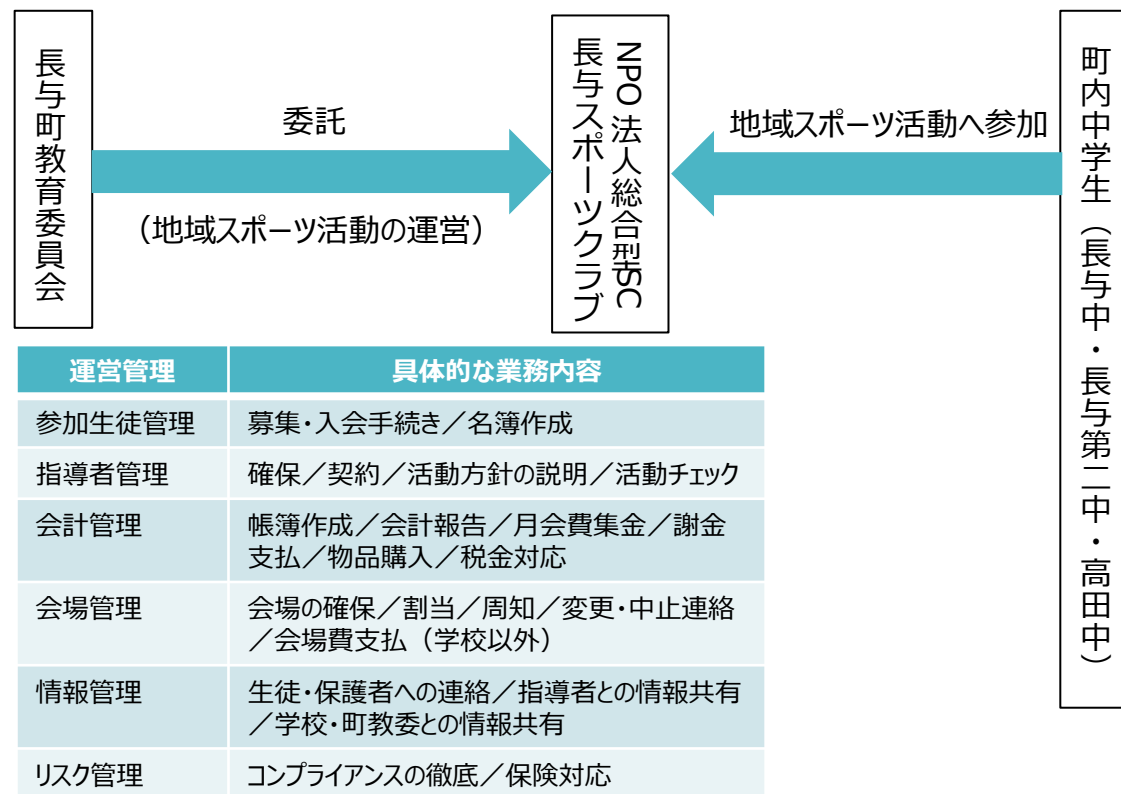 長与町教育委員会
委託
（地域スポーツ活動の運営）
NPO法人総合型SC
長与スポーツクラブ
地域スポーツ活動へ参加
町内中学生（長与中・長与第二中・高田中）
運営管理 具体的な業務内容
参加生徒管理 募集・入会手続き／名簿作成
指導者管理 確保／契約／活動方針の説明／活動チェック
会計管理 帳簿作成／会計報告／月会費集金／謝金
支払／物品購入／税金対応
会場管理 会場の確保／割当／周知／変更・中止連絡
／会場費支払（学校以外）
情報管理 生徒・保護者への連絡／指導者との情報共有
／学校・町教委との情報共有
リスク管理 コンプライアンスの徹底／保険対応